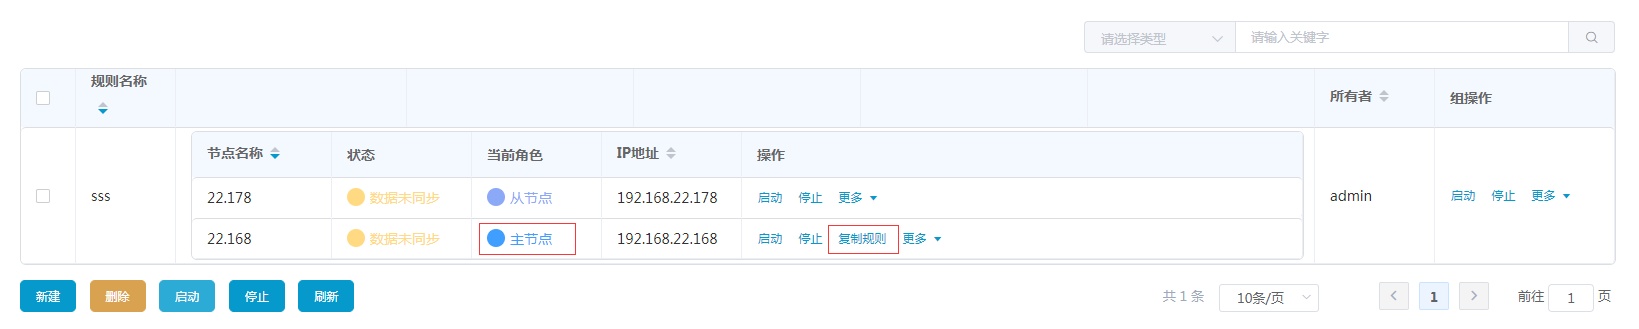 请选择类型 请输入关键字
规则名称 所有者 组操作
节点名称 状态 当前角色 IP地址 操作
sss 22.178 数据未同步 从节点 192.168.22.178 启动 停止 更多 admin 启动 停止 更多
22.168 数据未同步 主节点 192.168.22.168 启动 停止 复制规则 更多
新建 删除 启动 停止 刷新 共 1 条 10条/页 1 前往 1 页